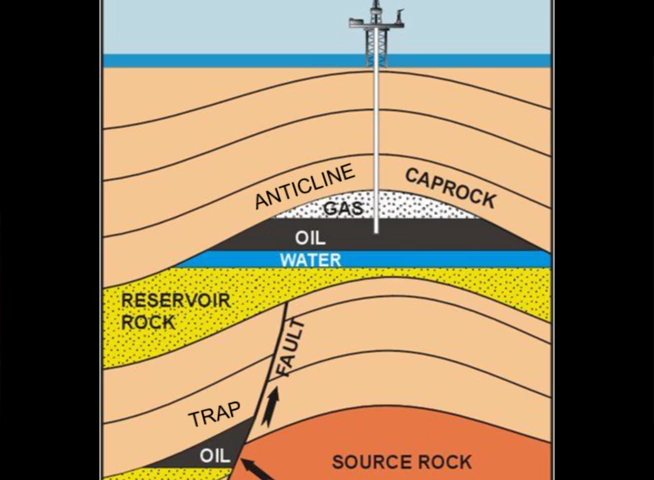 ANTICLINE
CAPROCK
GAS
OIL
WATER
RESERVOIR
ROCK
FAULT
TRAP
OIL
SOURCE ROCK